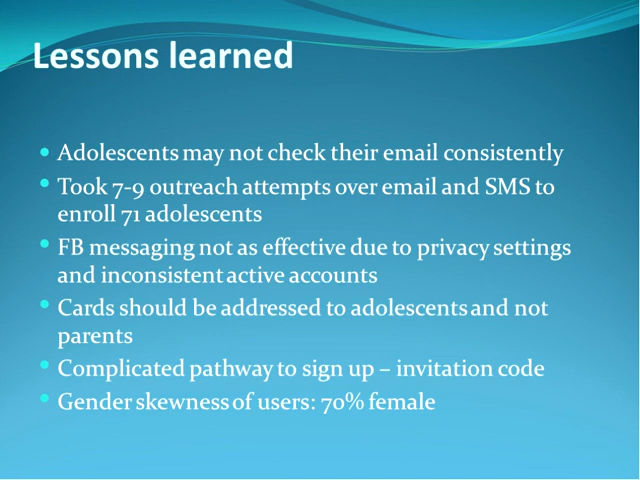 Lessons learned
• Adolescents may not check their email consistently
• Took 7-9 outreach attempts over email and SMS to
enroll 71 adolescents
• FB messaging not as effective due to privacy settings
and inconsistent active accounts
• Cards should be addressed to adolescents and not
parents
• Complicated pathway to sign up – invitation code
• Gender skewness of users: 70% female